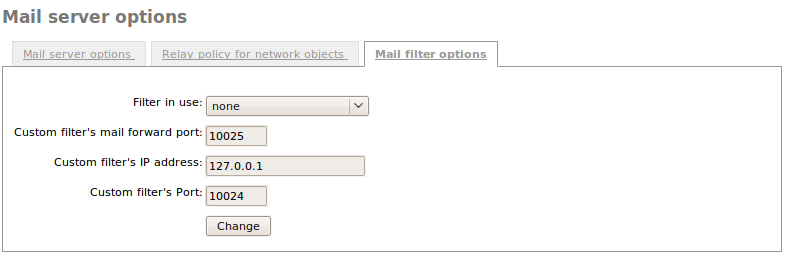 Mail server options
Mail server options Relay policy for network objects Mail filter options
Filter in use: none
Custom filter's mail forward port: 10025
Custom filter's IP address: 127.0.0.1
Custom filter's Port: 10024
Change